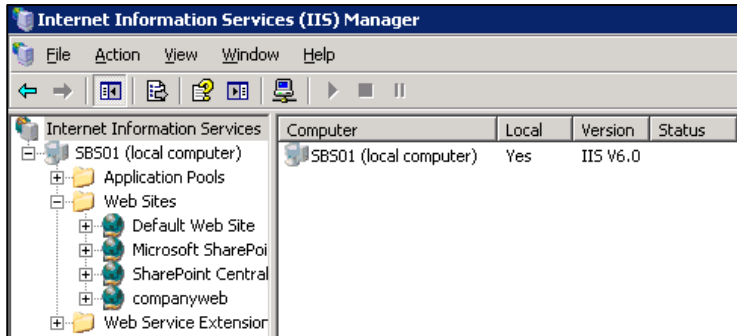 Internet Information Services (IIS) Manager
File Action View Window Help
Internet Information Services
SBS01 (local computer)
Application Pools
Web Sites
Default Web Site
Microsoft SharePoi
SharePoint Central
companyweb
Web Service Extension
Computer Local Version Status
SBS01 (local computer) Yes IIS V6.0